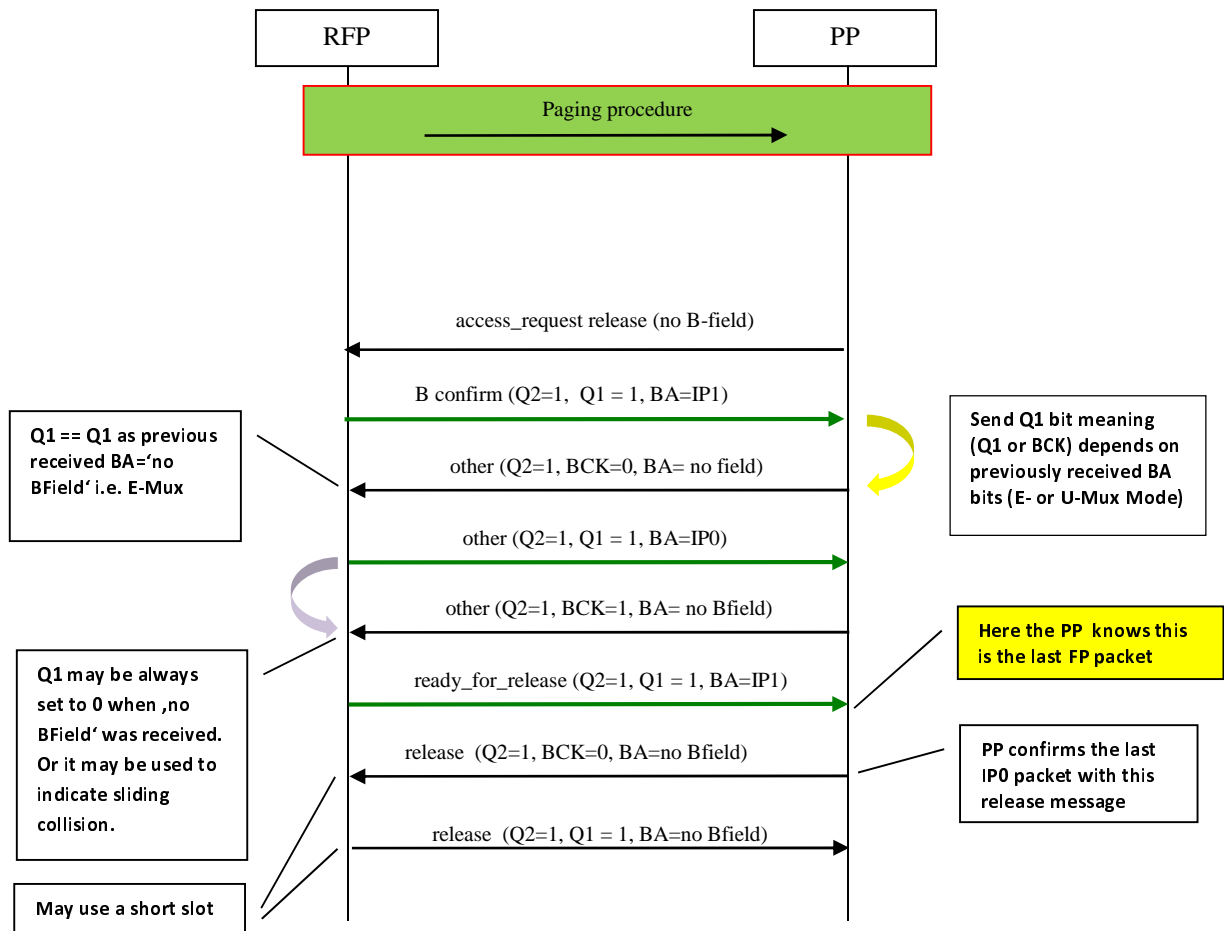 RFP
PP
Paging procedure
access_request release (no B-field)
B confirm (Q2=1, Q1 = 1, BA=IP1)
Q1 == Q1 as previous
received BA=‘no
BField‘ i.e. E-Mux
Send Q1 bit meaning
(Q1 or BCK) depends on
previously received BA
bits (E- or U-Mux Mode)
other (Q2=1, BCK=0, BA= no field)
other (Q2=1, Q1 = 1, BA=IP0)
other (Q2=1, BCK=1, BA= no Bfield)
Here the PP knows this
is the last FP packet
Q1 may be always
set to 0 when ‚no
BField‘ was received.
Or it may be used to
indicate sliding
collision.
ready_for_release (Q2=1, Q1 = 1, BA=IP1)
release (Q2=1, BCK=0, BA=no Bfield)
PP confirms the last
IP0 packet with this
release message
release (Q2=1, Q1 = 1, BA=no Bfield)
May use a short slot